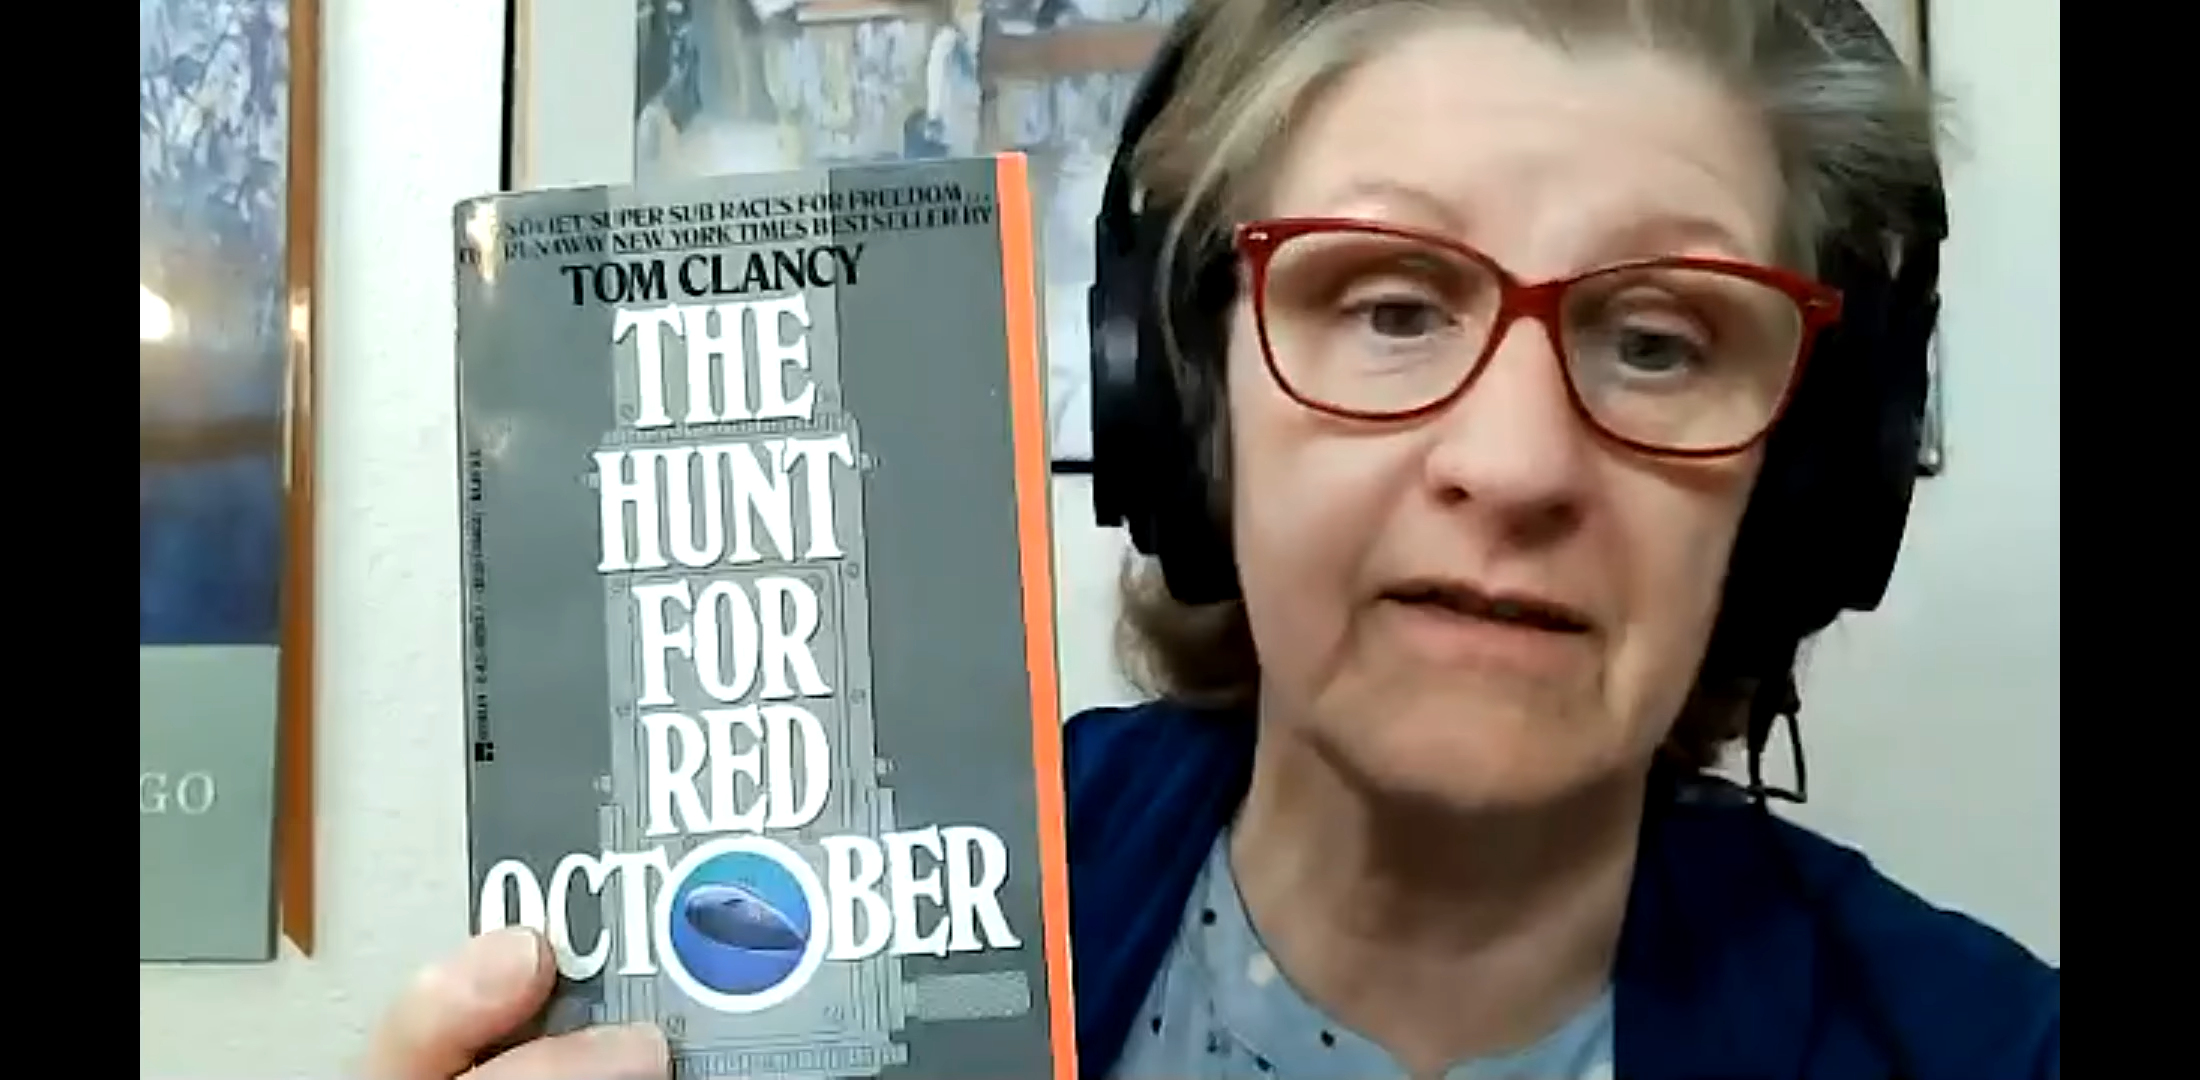 SOVIET SUPER SUB RACES FOR FREEDOM...
RUNAWAY NEW YORK TIMES BESTSELLER BY
TOM CLANCY
THE
HUNT
FOR
RED
OCTOBER
GO